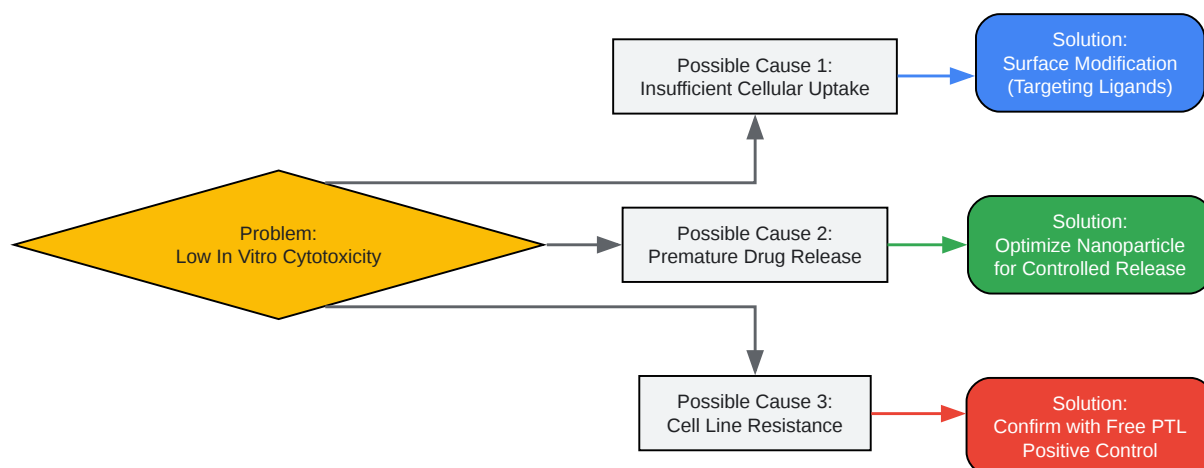 Problem:
Low In Vitro Cytotoxicity
Possible Cause 1:
Insufficient Cellular Uptake
Solution:
Surface Modification
(Targeting Ligands)
Possible Cause 2:
Premature Drug Release
Solution:
Optimize Nanoparticle
for Controlled Release
Possible Cause 3:
Cell Line Resistance
Solution:
Confirm with Free PTL
Positive Control